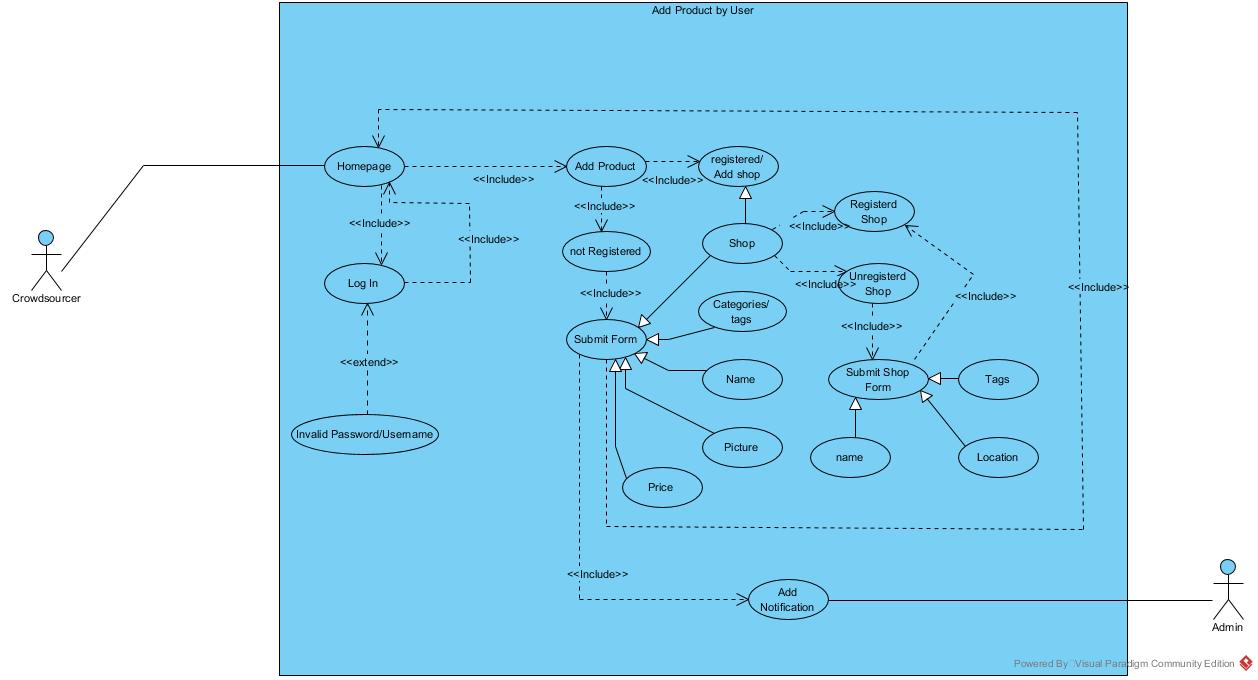 Add Product by User
Homepage
Add Product
registered/
Add shop
<<Include>>
<<Include>>
<<Include>>
<<Include>>
<<Include>>
Registerd
Shop
<<Include>>
not Registered
Shop
Unregisterd
Shop
<<Include>>
Log In
<<Include>>
<<Include>>
<<Include>>
Crowdsourcer
Categories/
tags
<<Include>>
Submit Form
<<extend>>
Name
Submit Shop
Form
Tags
Invalid Password/Username
Picture
name
Location
Price
<<Include>>
Add
Notification
Admin
Powered By Visual Paradigm Community Edition